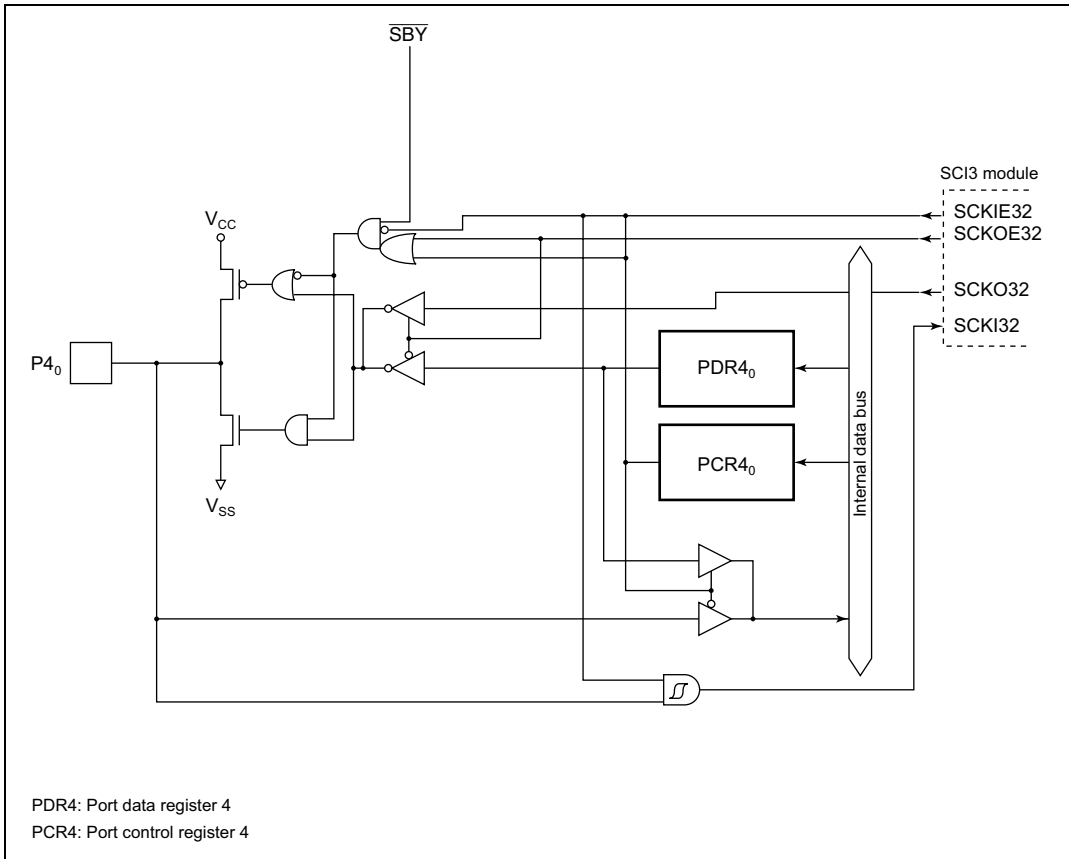 SBY
SCI3 module
SCKIE32
SCKOE32
SCKO32
SCKI32
VCC
P40
VSS
PDR40
PCR40
Internal data bus
PDR4: Port data register 4
PCR4: Port control register 4